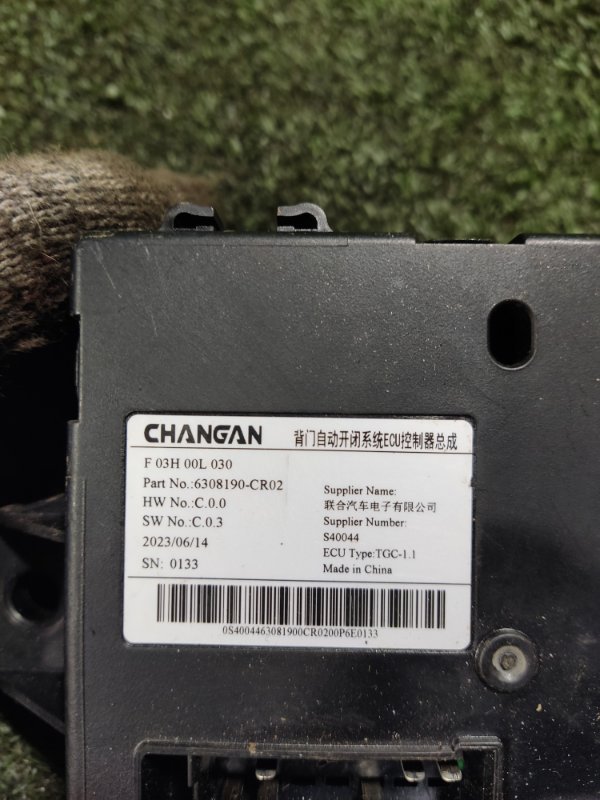 CHANGAN 背门自动开闭系统ECU控制器总成
F 03H 00L 030
Part No.:6308190-CR02
HW No.:C.0.0
SW No.:C.0.3
2023/06/14
SN: 0133
Supplier Name:
联合汽车电子有限公司
Supplier Number:
S40044
ECU Type:TGC-1.1
Made in China
0S4004463081900CR0200P6E0133